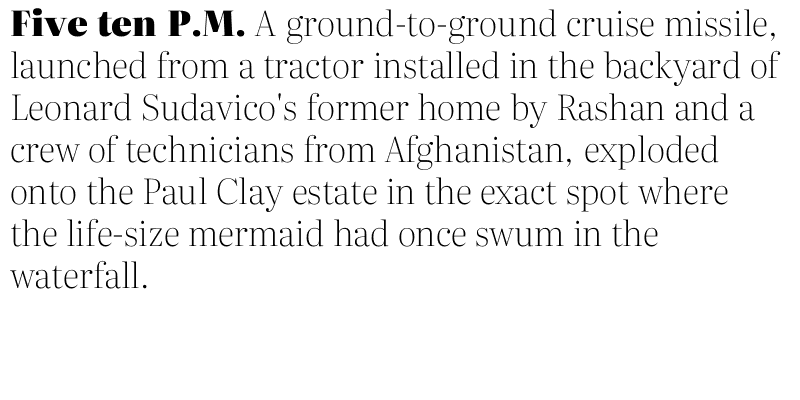 Five ten P.M. A ground-to-ground cruise missile,
launched from a tractor installed in the backyard of
Leonard Sudavico's former home by Rashan and a
crew of technicians from Afghanistan, exploded
onto the Paul Clay estate in the exact spot where
the life-size mermaid had once swum in the
waterfall.